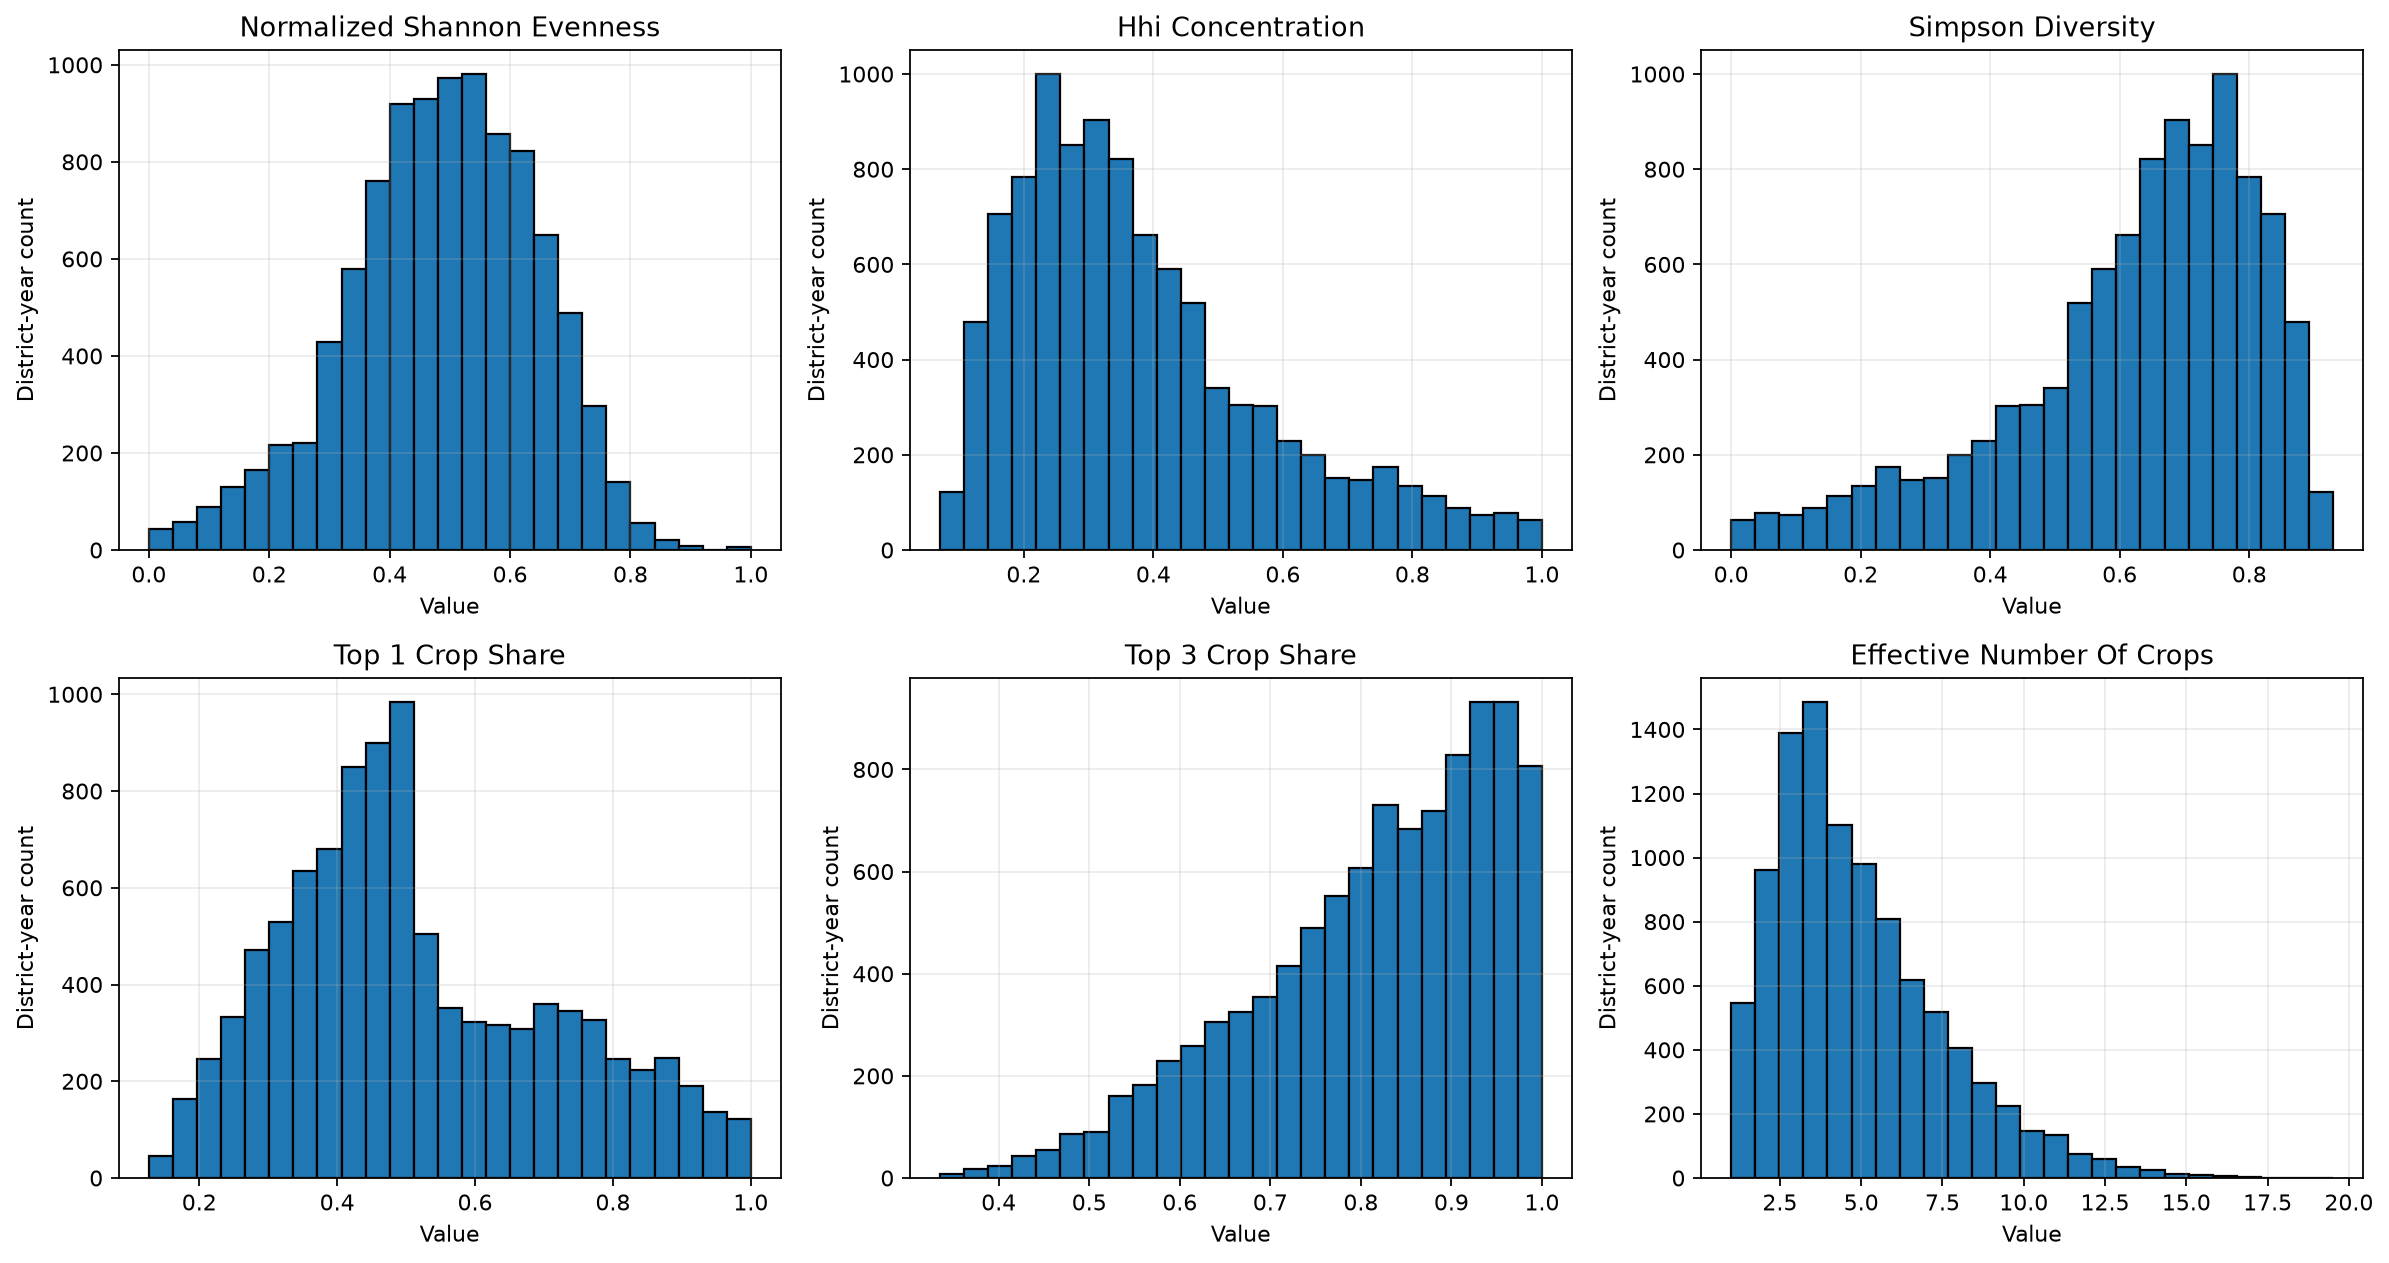 Normalized Shannon Evenness
District-year count
1000
800
600
400
200
0
0.0 0.2 0.4 0.6 0.8 1.0
Value
Hhi Concentration
District-year count
1000
800
600
400
200
0
0.2 0.4 0.6 0.8 1.0
Value
Simpson Diversity
District-year count
1000
800
600
400
200
0
0.0 0.2 0.4 0.6 0.8
Value
Top 1 Crop Share
District-year count
1000
800
600
400
200
0
0.2 0.4 0.6 0.8 1.0
Value
Top 3 Crop Share
District-year count
800
600
400
200
0
0.4 0.5 0.6 0.7 0.8 0.9 1.0
Value
Effective Number Of Crops
District-year count
1400
1200
1000
800
600
400
200
0
2.5 5.0 7.5 10.0 12.5 15.0 17.5 20.0
Value